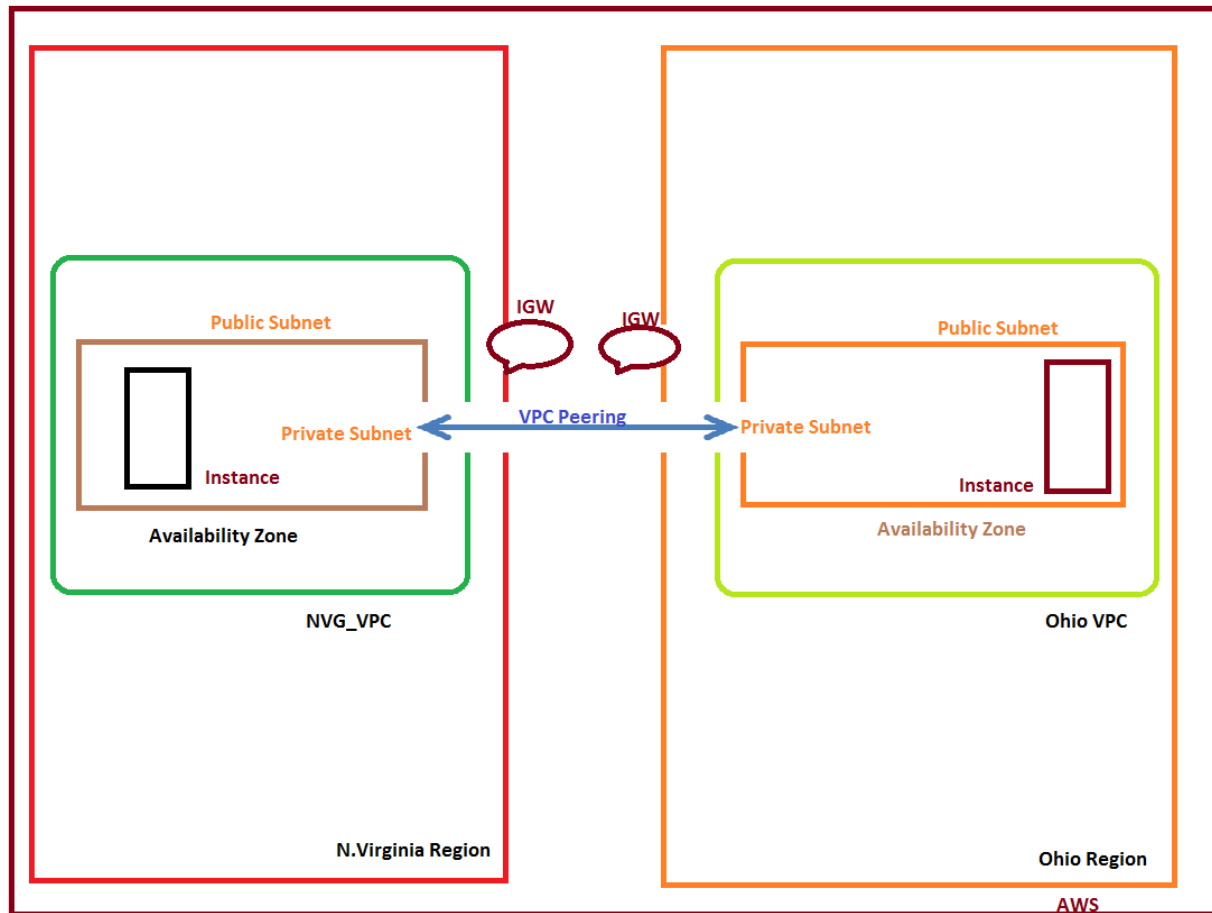 IGW
IGW
Public Subnet
Public Subnet
VPC Peering
Private Subnet
Private Subnet
Instance
Instance
Availability Zone
Availability Zone
NVG_VPC
Ohio VPC
N.Virginia Region
Ohio Region
AWS